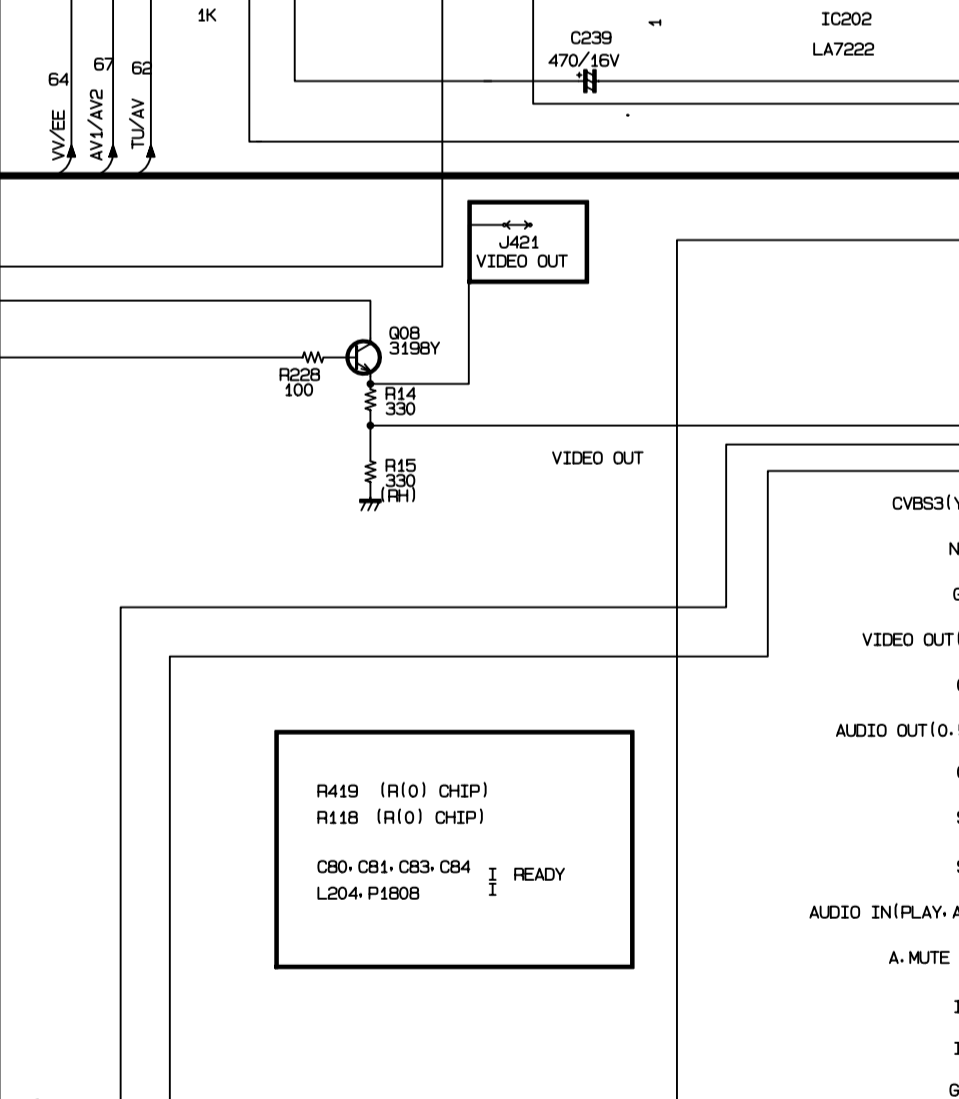 1K
1
IC202
LA7222
C239
470/16V
64
67
62
VV/EE
AV1/AV2
TU/AV
J421
VIDEO OUT
Q08
3198Y
R228
100
R14
330
VIDEO OUT
R15
330
(RH)
CVBS3(Y
N
G
VIDEO OUT(
AUDIO OUT(0.
R419 (R(0) CHIP)
R118 (R(0) CHIP)
C80, C81, C83, C84
L204, P1808
I
I
READY
AUDIO IN(PLAY, A
A.MUTE
I
I
G